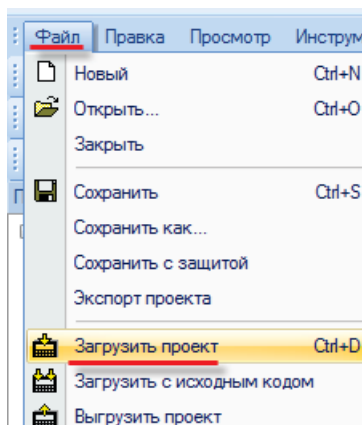 Файл Правка Просмотр Инструм
Новый Ctrl+N
Открыть... Ctrl+O
Закрыть
Сохранить Ctrl+S
Сохранить как...
Сохранить с защитой
Экспорт проекта
Загрузить проект Ctrl+D
Загрузить с исходным кодом
Выгрузить проект